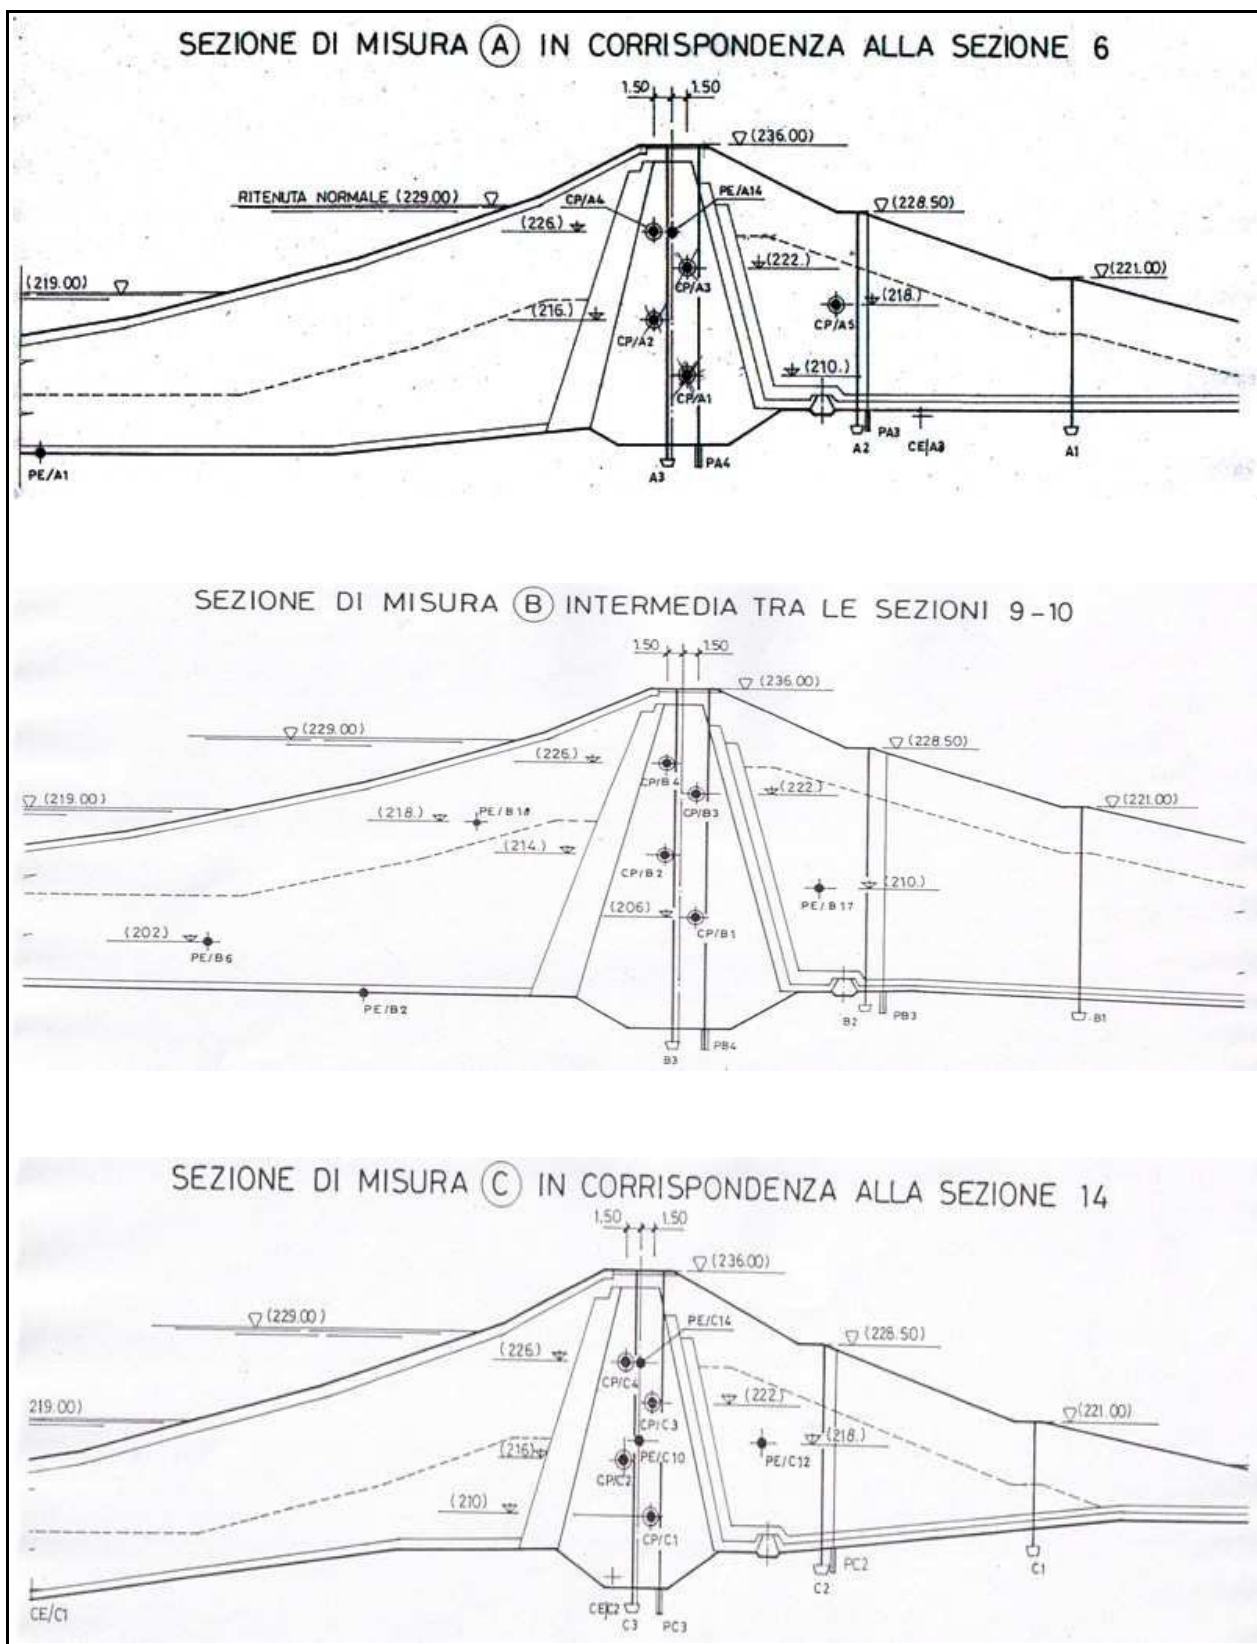 SEZIONE DI MISURA A IN CORRISPONDENZA ALLA SEZIONE 6
1.50 1.50
(236.00)
RITENUTA NORMALE (229.00)
CP/A4
PE/A14
(228.50)
(226.)
(222.)
(221.00)
(219.00)
CP/A3
(216.)
(218.)
CP/A2
CP/A5
(210.)
CP/A1
PE/A1
A3
PA4
A2
PA3
A1
SEZIONE DI MISURA B INTERMEDIA TRA LE SEZIONI 9-10
1.50 1.50
(236.00)
(229.00)
(228.50)
(226.)
CP/B4
(222.)
(219.00)
(221.00)
(218.)
PE/B18
CP/B3
(214.)
CP/B2
(210.)
(206)
PE/B17
CP/B1
(202)
PE/B6
PE/B2
B2
PB3
B1
B3
PB4
SEZIONE DI MISURA C IN CORRISPONDENZA ALLA SEZIONE 14
1.50 1.50
(236.00)
(229.00)
PE/C14
(228.50)
(226.)
CP/C4
(222.)
219.00)
(221.00)
CP/C3
(216)
PE/C10
(218.)
PE/C12
CP/C2
(210)
CP/C1
CE/C1
C3
PC3
C2
PC2
C1